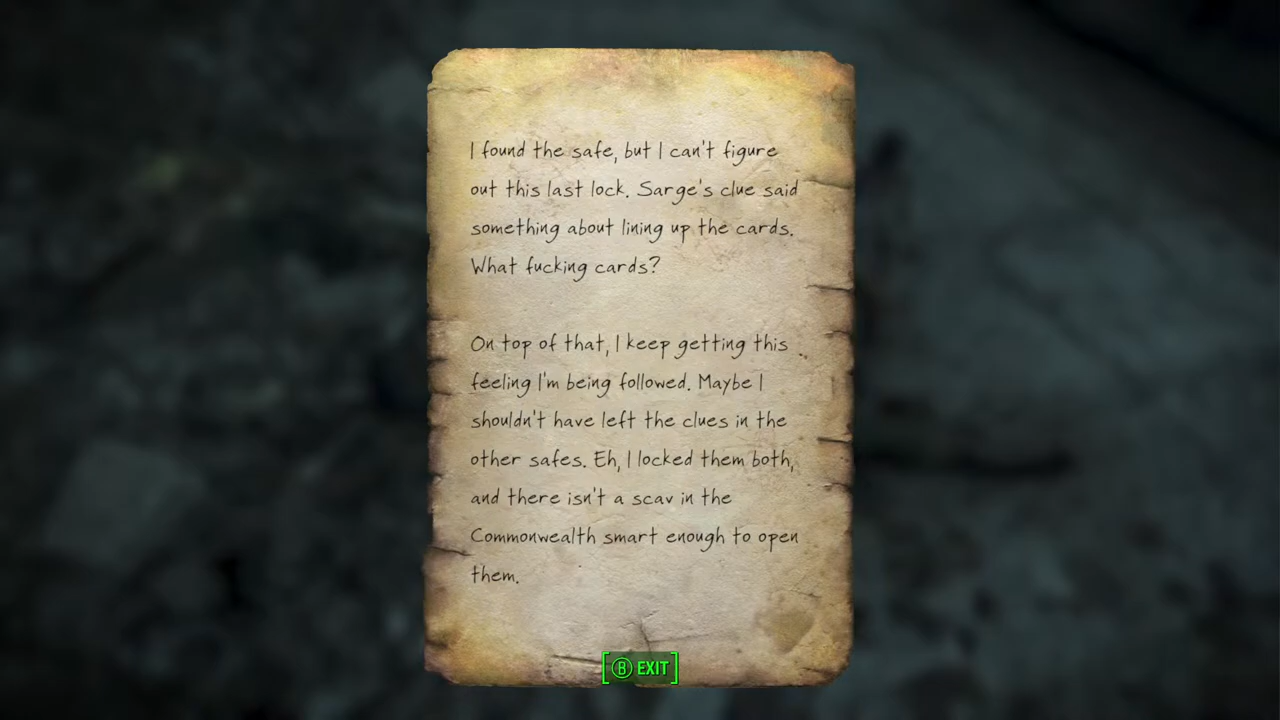 I found the safe, but I can't figure
out this last lock. Sarge's clue said
something about lining up the cards.
What fucking cards?
On top of that, I keep getting this
feeling I'm being followed. Maybe I
shouldn't have left the clues in the
other safes. Eh, I locked them both,
and there isn't a scav in the
Commonwealth smart enough to open
them.
B EXIT